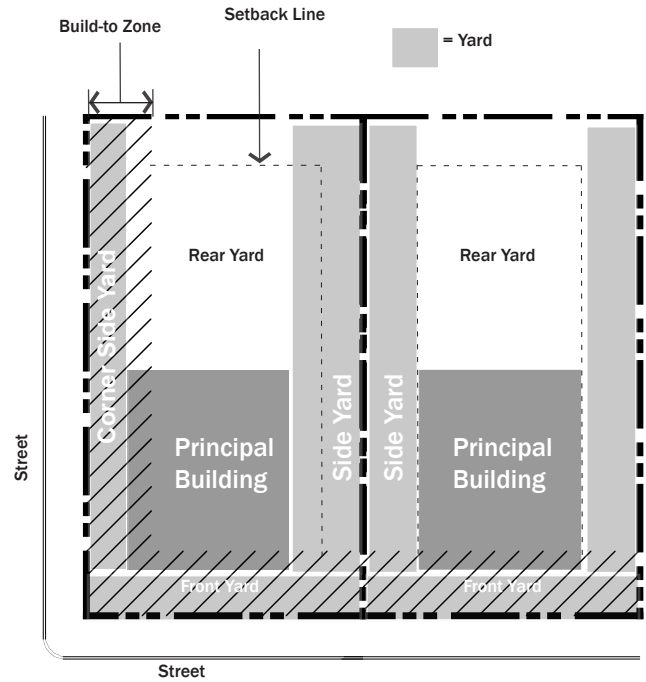 Setback Line
Build-to Zone
= Yard
Rear Yard
Rear Yard
Corner Side Yard
Side Yard
Side Yard
Principal
Building
Principal
Building
Street
Front Yard
Front Yard
Street